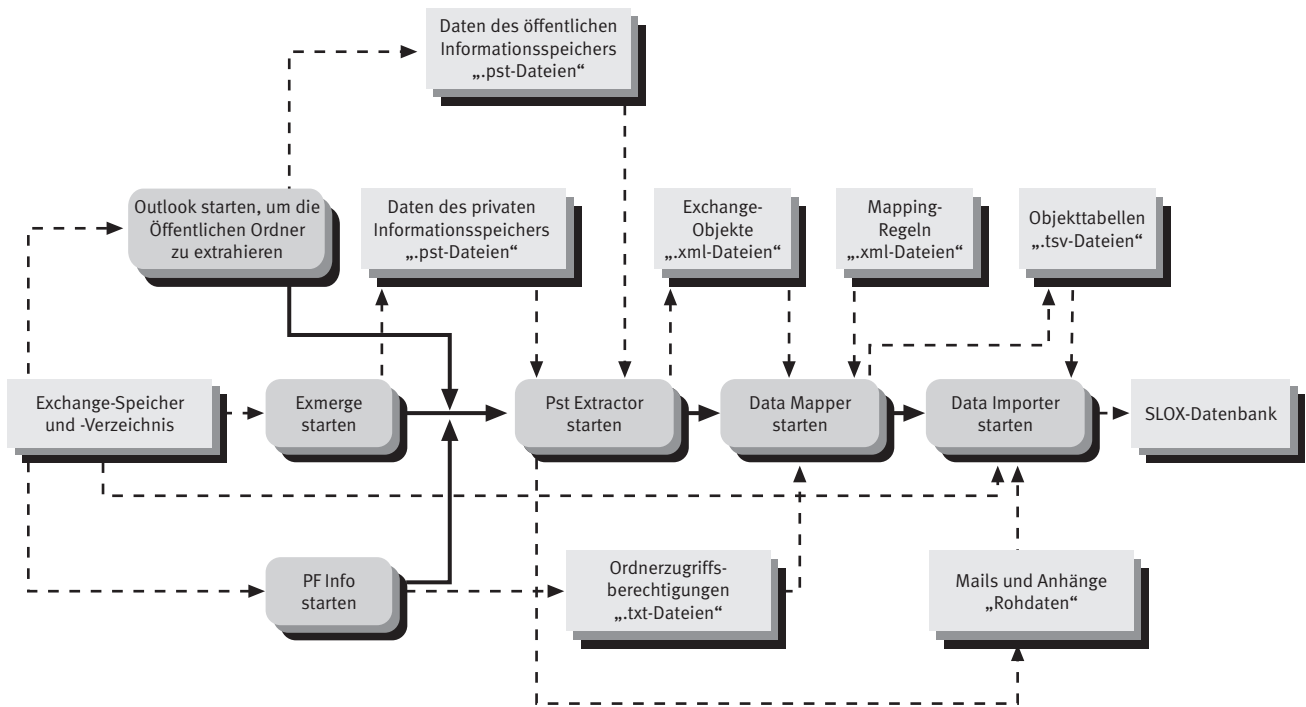 Daten des öffentlichen
Informationsspeichers
„.pst-Dateien“
Outlook starten, um die
Öffentlichen Ordner
zu extrahieren
Daten des privaten
Informationsspeichers
„.pst-Dateien“
Exchange-
Objekte
„.xml-Dateien“
Mapping-
Regeln
„.xml-Dateien“
Objekttabellen
„.tsv-Dateien“
Exchange-Speicher
und -Verzeichnis
Exmerge
starten
Pst Extractor
starten
Data Mapper
starten
Data Importer
starten
SLOX-Datenbank
PF Info
starten
Ordnerzugriffs-
berechtigungen
„.txt-Dateien“
Mails und Anhänge
„Rohdaten“